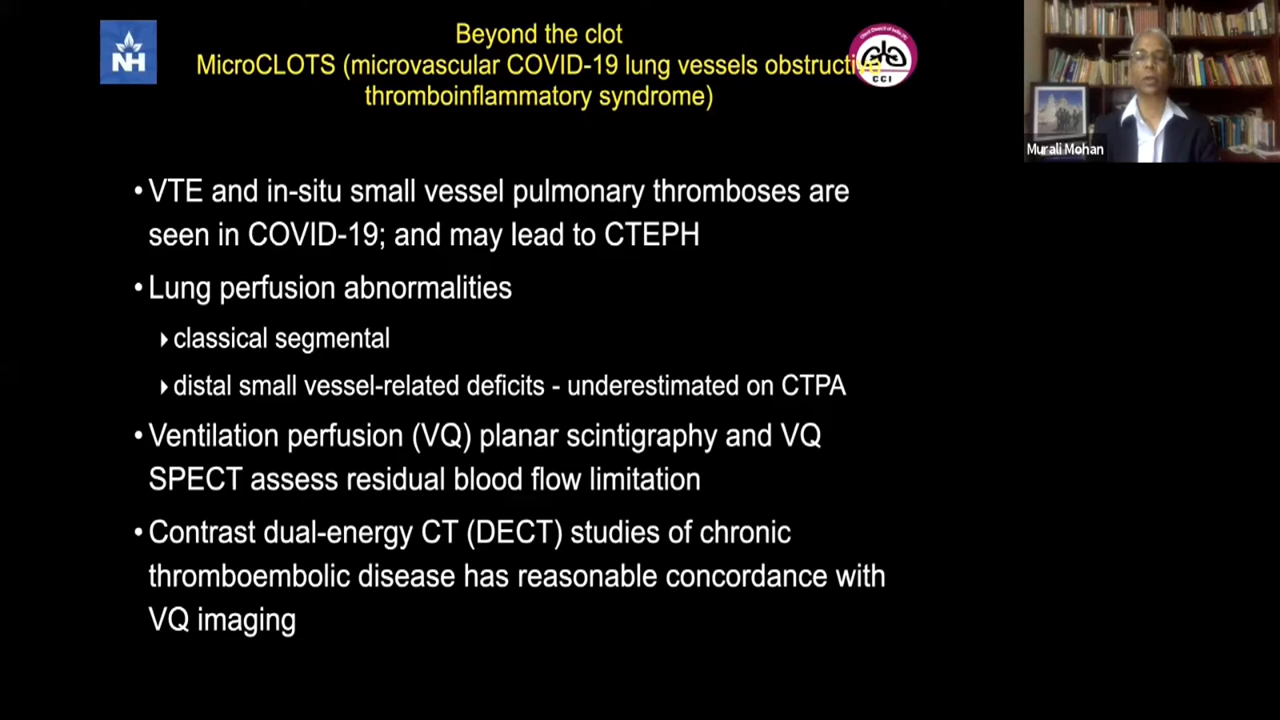 Beyond the clot
MicroCLOTS (microvascular COVID-19 lung vessels obstructive
thromboinflammatory syndrome)
NH
CCI
Murali Mohan
• VTE and in-situ small vessel pulmonary thromboses are
seen in COVID-19; and may lead to CTEPH
• Lung perfusion abnormalities
classical segmental
distal small vessel-related deficits - underestimated on CTPA
• Ventilation perfusion (VQ) planar scintigraphy and VQ
SPECT assess residual blood flow limitation
• Contrast dual-energy CT (DECT) studies of chronic
thromboembolic disease has reasonable concordance with
VQ imaging